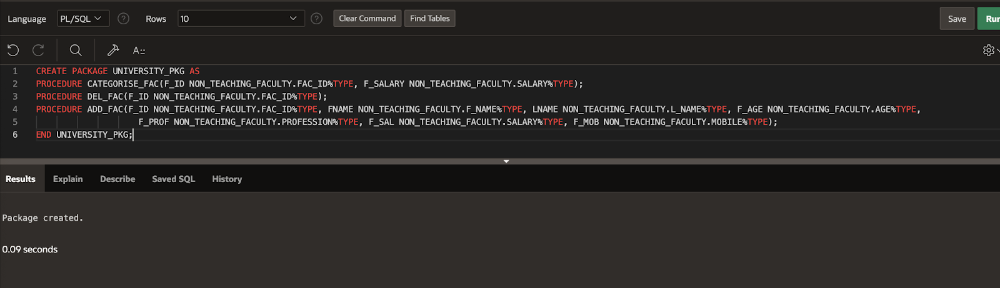 Language PL/SQL Rows 10 Clear Command Find Tables Save Run
A::
1 CREATE PACKAGE UNIVERSITY_PKG AS
2 PROCEDURE CATEGORISE_FAC(F_ID NON_TEACHING_FACULTY.FAC_ID%TYPE, F_SALARY NON_TEACHING_FACULTY.SALARY%TYPE);
3 PROCEDURE DEL_FAC(F_ID NON_TEACHING_FACULTY.FAC_ID%TYPE);
4 PROCEDURE ADD_FAC(F_ID NON_TEACHING_FACULTY.FAC_ID%TYPE, FNAME NON_TEACHING_FACULTY.F_NAME%TYPE, LNAME NON_TEACHING_FACULTY.L_NAME%TYPE, F_AGE NON_TEACHING_FACULTY.AGE%TYPE,
5 F_PROF NON_TEACHING_FACULTY.PROFESSION%TYPE, F_SAL NON_TEACHING_FACULTY.SALARY%TYPE, F_MOB NON_TEACHING_FACULTY.MOBILE%TYPE);
6 END UNIVERSITY_PKG;
Results Explain Describe Saved SQL History
Package created.
0.09 seconds